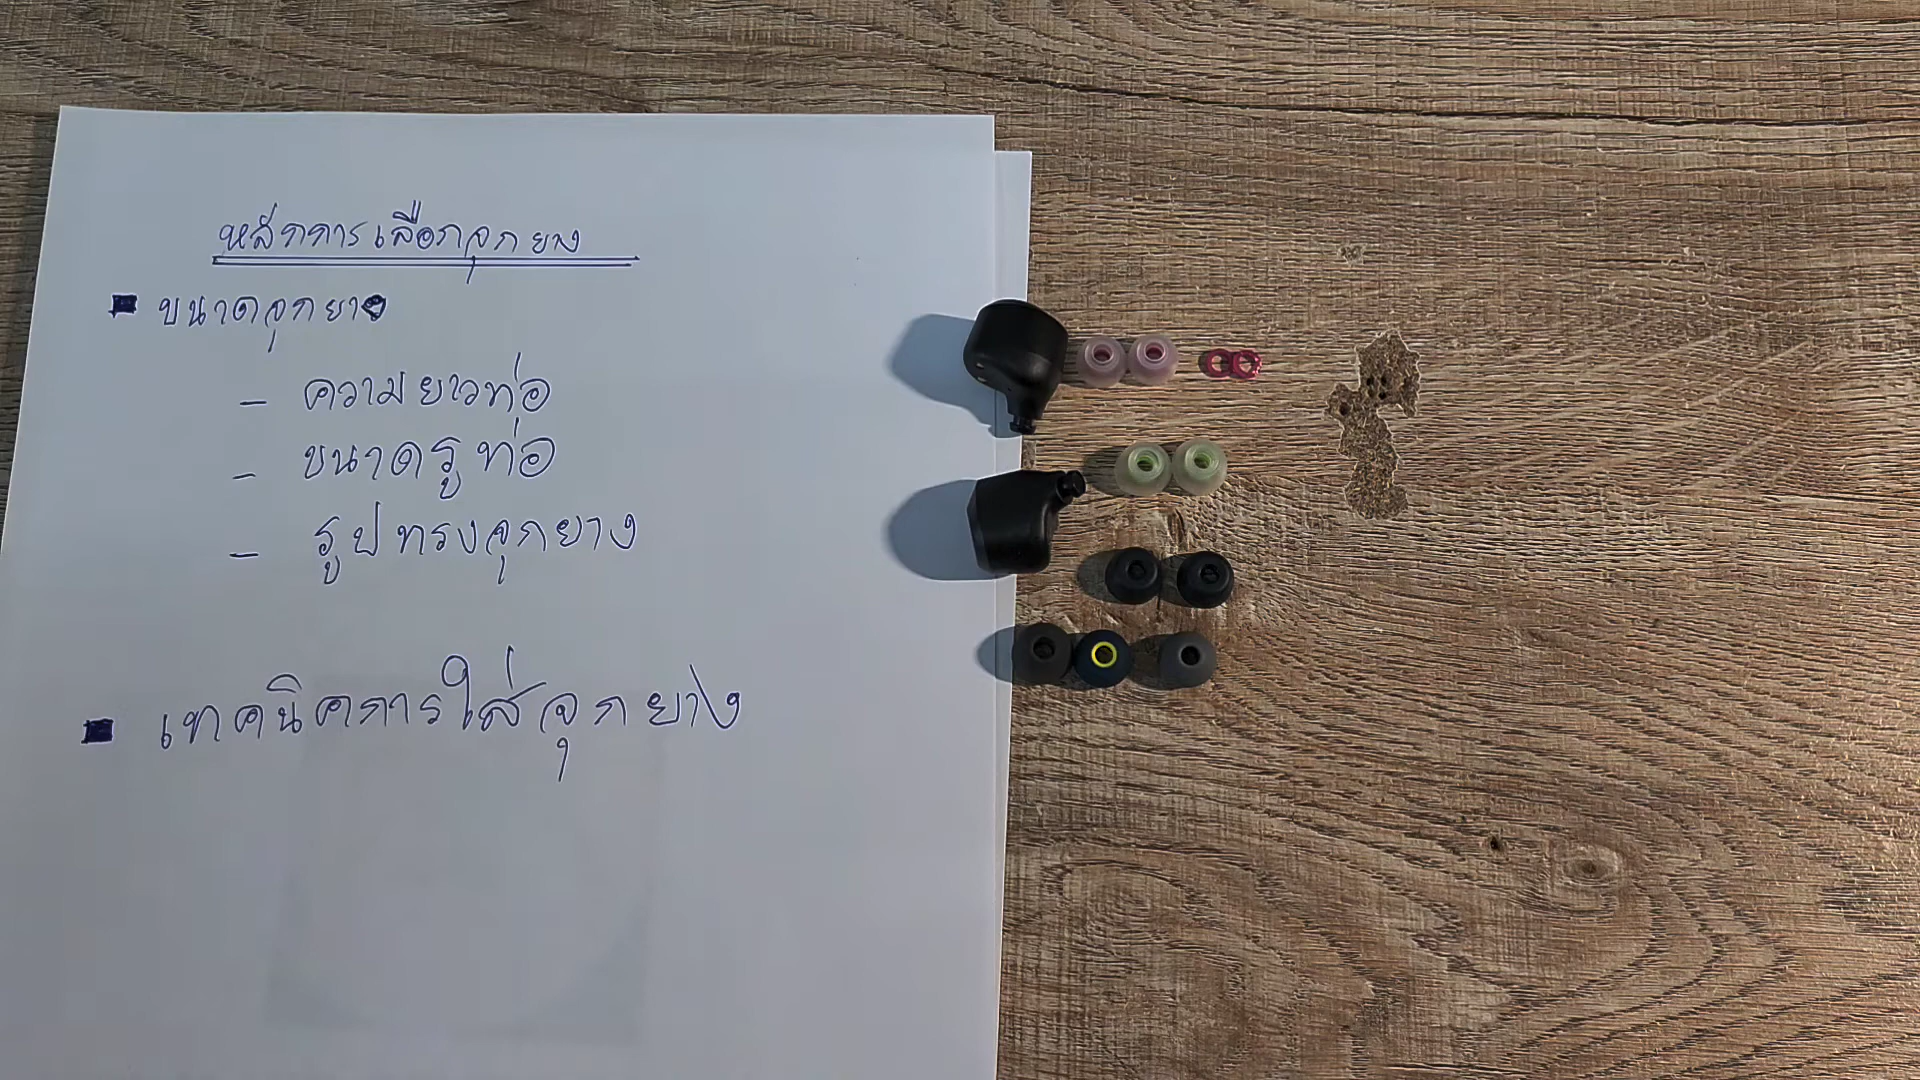 หลักการเลือกจุกยาง
ขนาดจุกยาง
- ความยาวท่อ
- ขนาดรูท่อ
- รูปทรงจุกยาง
เทคนิคการใส่จุกยาง